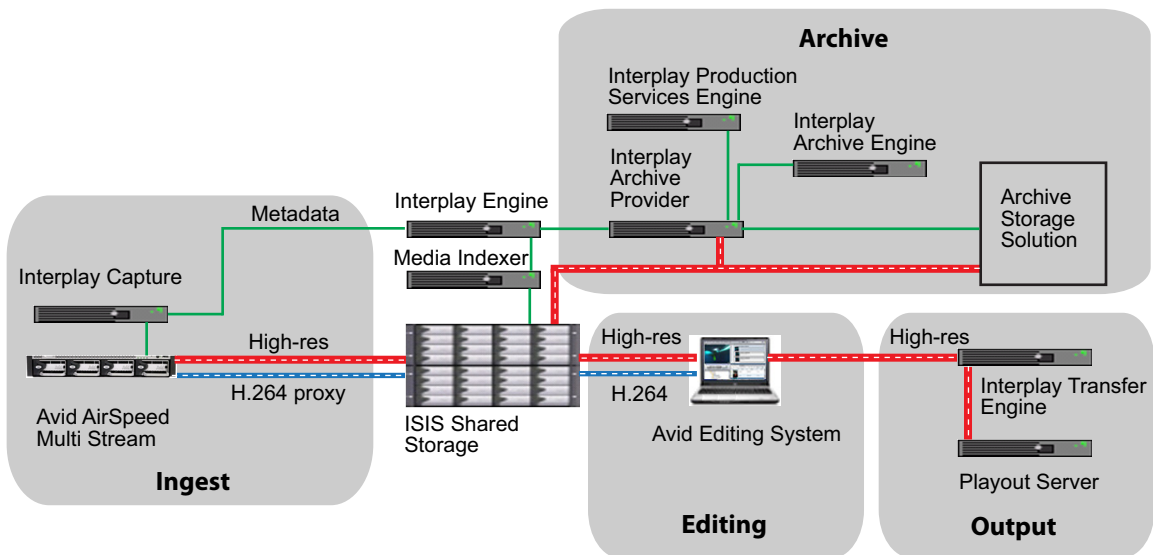 Archive
Interplay Production
Services Engine
Interplay
Archive Engine
Interplay
Archive
Provider
Archive
Storage
Solution
Interplay Engine
Metadata
Media Indexer
Interplay Capture
High-res
H.264 proxy
Avid AirSpeed
Multi Stream
Ingest
ISIS Shared
Storage
High-res
H.264
Avid Editing System
Editing
High-res
Interplay Transfer
Engine
Playout Server
Output